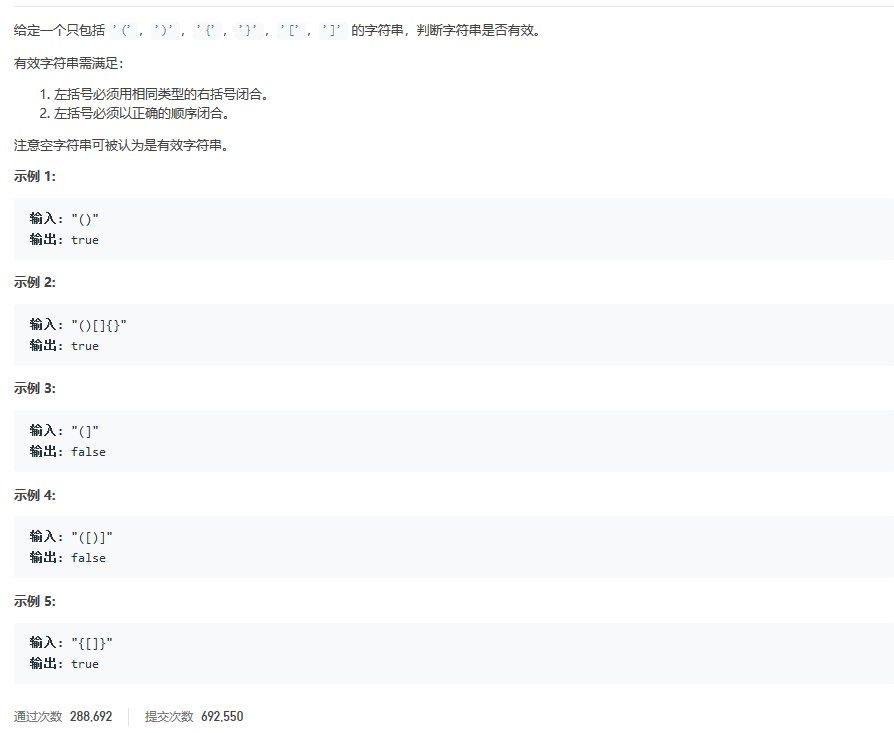 给定一个只包括 '(', ')', '{', '}', '[', ']' 的字符串，判断字符串是否有效。
有效字符串需满足：
1. 左括号必须用相同类型的右括号闭合。
2. 左括号必须以正确的顺序闭合。
注意空字符串可被认为是有效字符串。
示例 1:
输入: "()"
输出: true
示例 2:
输入: "()[]{}"
输出: true
示例 3:
输入: "(]"
输出: false
示例 4:
输入: "([)]"
输出: false
示例 5:
输入: "{[]}"
输出: true
通过次数 288,692 提交次数 692,550